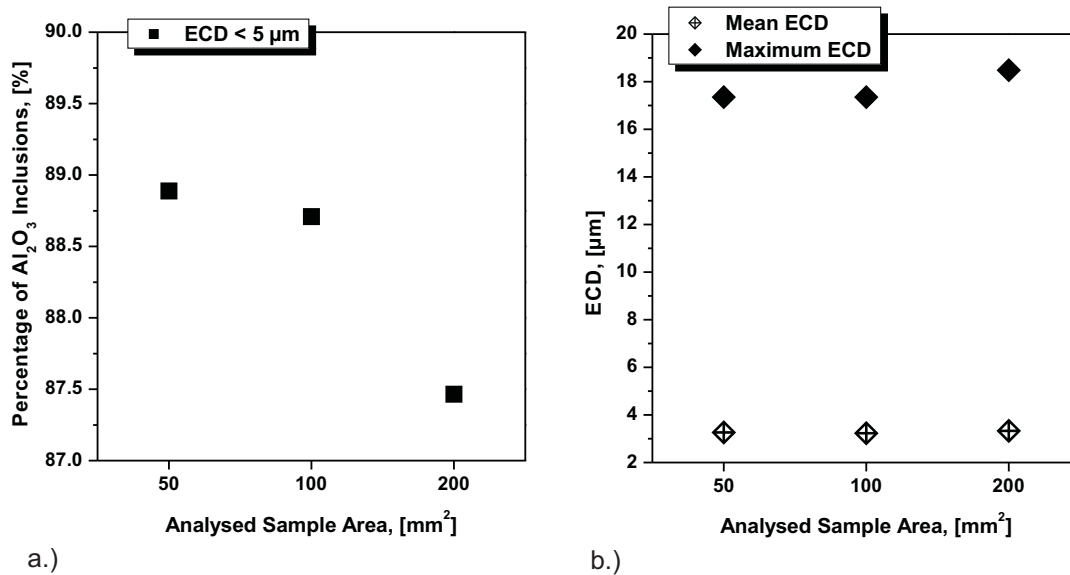 ECD < 5 µm
90.0
89.5
89.0
88.5
88.0
87.5
87.0
Percentage of Al₂O₃ Inclusions, [%]
50 100 200
Analysed Sample Area, [mm²]
a.)
Mean ECD
Maximum ECD
20
18
16
14
12
10
8
6
4
2
ECD, [µm]
50 100 200
Analysed Sample Area, [mm²]
b.)